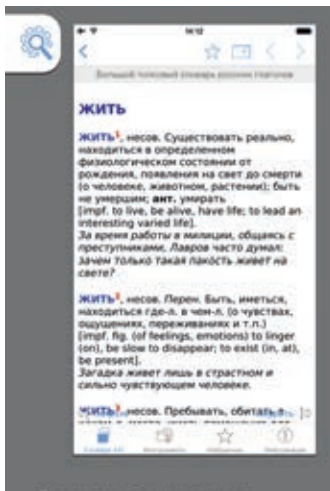 14:12
Большой толковый словарь русских глаголов
ЖИТЬ
ЖИТЬ¹, несов. Существовать реально,
находиться в определенном
физиологическом состоянии от
рождения, появления на свет до смерти
(о человеке, животном, растении); быть
не умершим; ант. умирать
[impf. to live, be alive, have life; to lead an
interesting varied life].
За время работы в милиции, общаясь с
преступниками, Лавров часто думал:
зачем только такая пакость живет на
свете?
ЖИТЬ², несов. Перен. Быть, иметься,
находиться где-л. в чем-л. (о чувствах,
ощущениях, переживаниях и т.п.)
[impf. fig. (of feelings, emotions) to linger
(on), be slow to disappear; to exist (in, at),
be present].
Загадка живет лишь в страстном и
сильно чувствующем человеке.
ЖИТЬ³, несов. Пребывать, обитать в